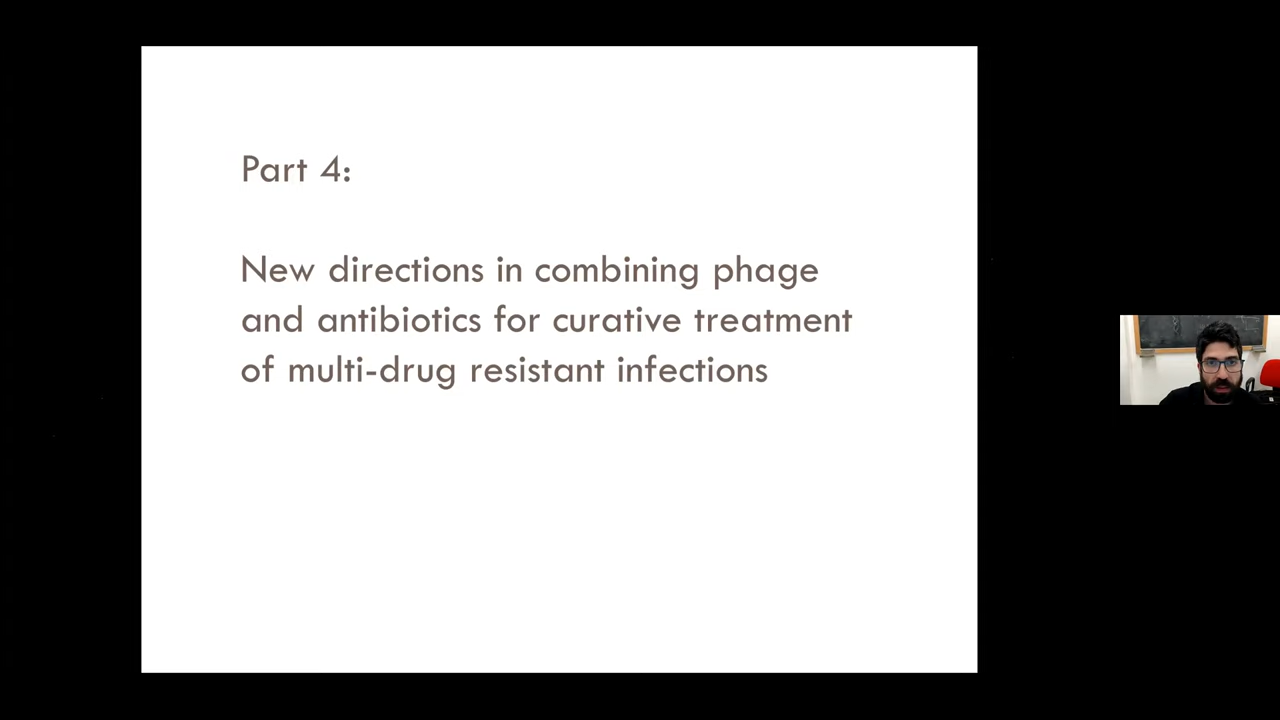 Part 4:
New directions in combining phage
and antibiotics for curative treatment
of multi-drug resistant infections